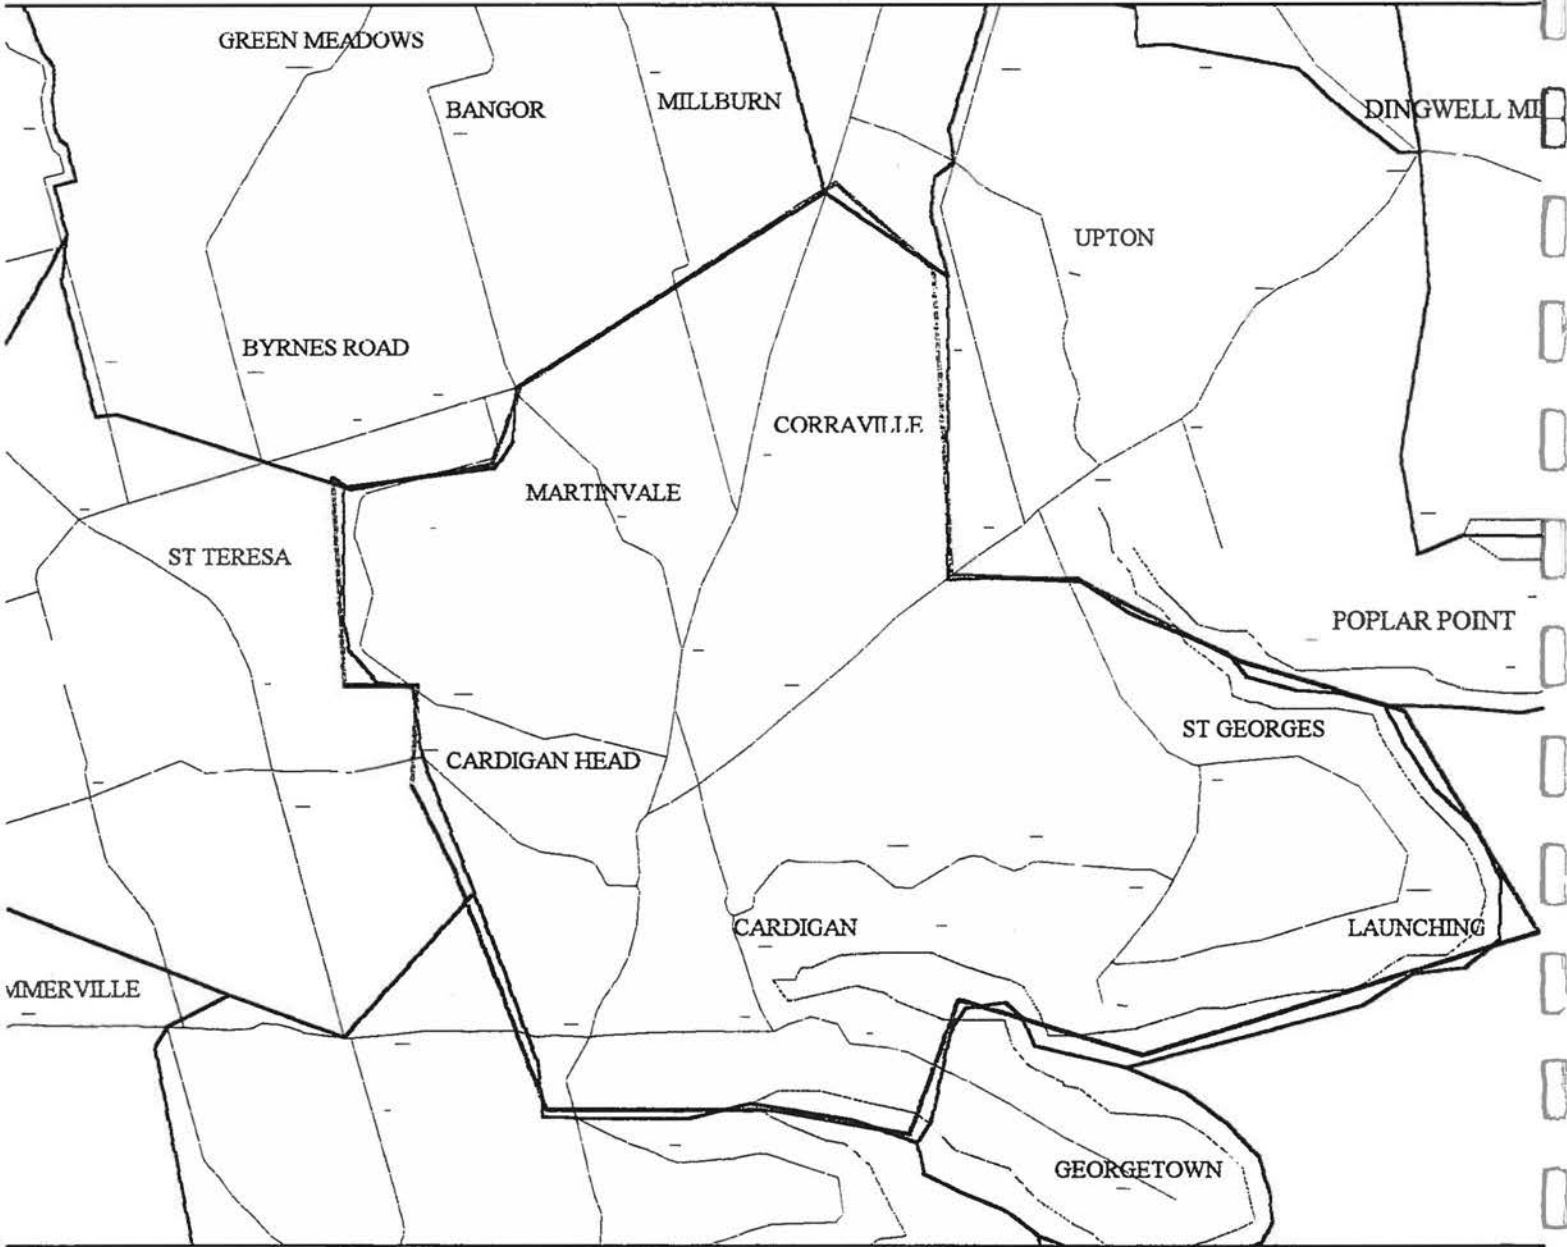 GREEN MEADOWS
BANGOR
MILLBURN
DINGWELL MI
UPTON
BYRNES ROAD
CORRAVILLE
MARTINVALE
ST TERESA
POPLAR POINT
ST GEORGES
CARDIGAN HEAD
CARDIGAN
LAUNCHING
MMERVILLE
GEORGETOWN